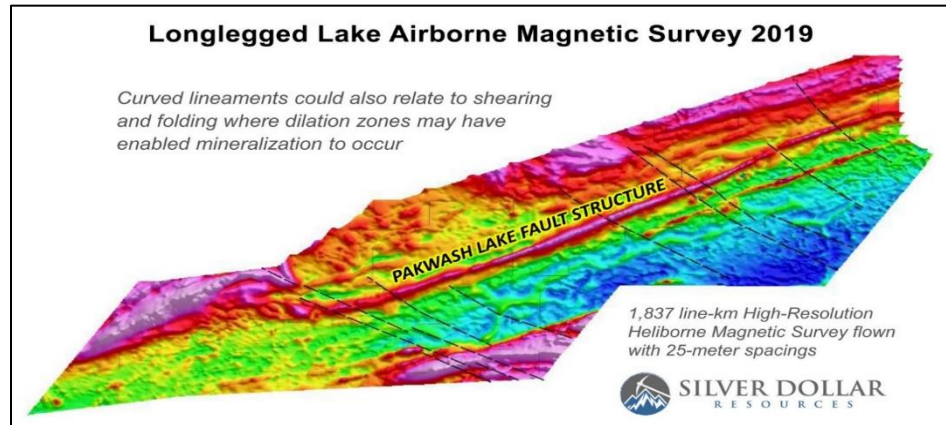 Longlegged Lake Airborne Magnetic Survey 2019
Curved lineaments could also relate to shearing
and folding where dilation zones may have
enabled mineralization to occur
PAKWASH LAKE FAULT STRUCTURE
1,837 line-km High-Resolution
Heliborne Magnetic Survey flown
with 25-meter spacings
SILVER DOLLAR
RESOURCES